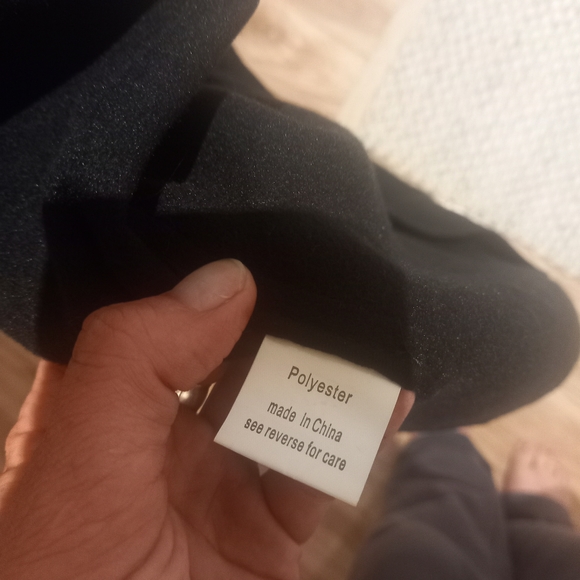 Polyester
made in China
see reverse for care